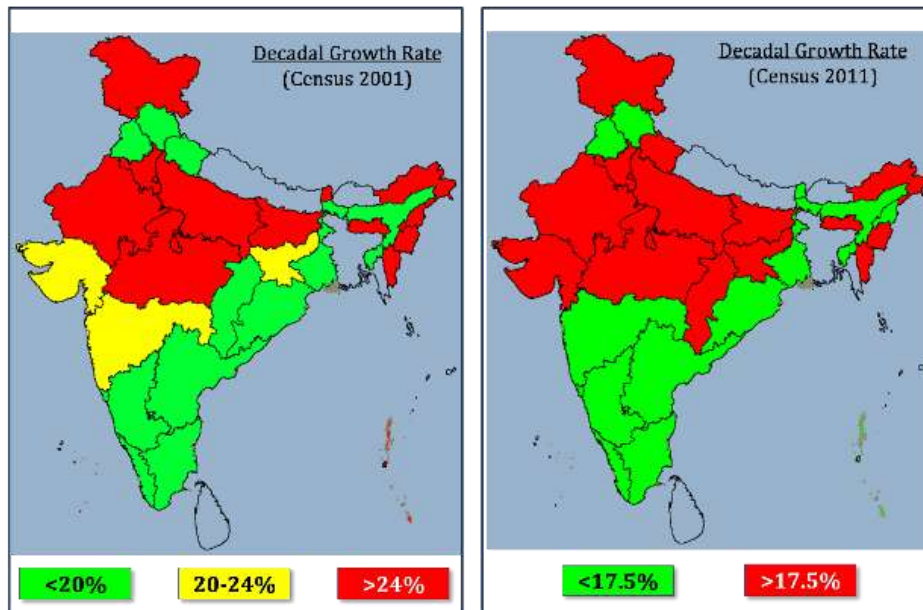 Decadal Growth Rate
(Census 2001)
<20%
20-24%
>24%
Decadal Growth Rate
(Census 2011)
<17.5%
>17.5%